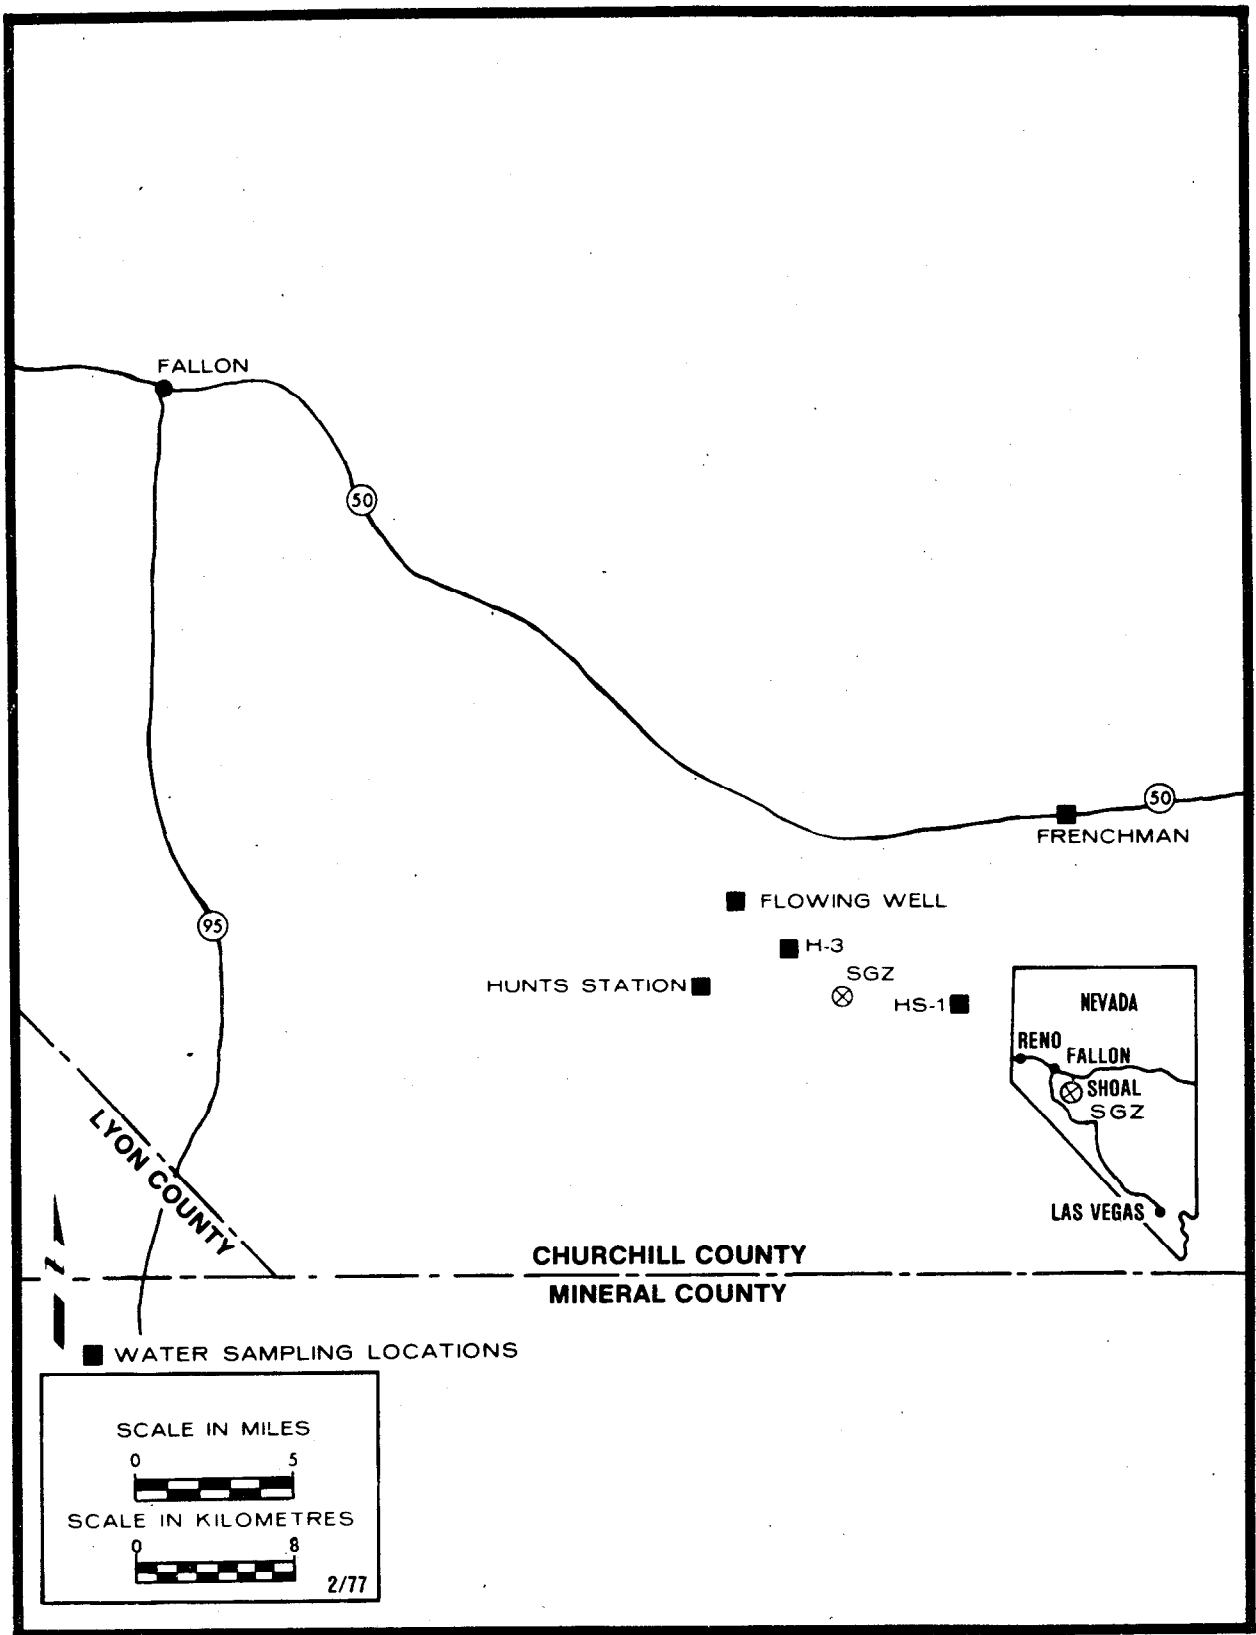 FALLON
50
50
FRENCHMAN
FLOWING WELL
95
H-3
SGZ
HUNTS STATION
HS-1
NEVADA
RENO
FALLON
SHOAL
SGZ
LAS VEGAS
LYON COUNTY
N
CHURCHILL COUNTY
MINERAL COUNTY
WATER SAMPLING LOCATIONS
SCALE IN MILES
0 5
SCALE IN KILOMETRES
0 8
2/77